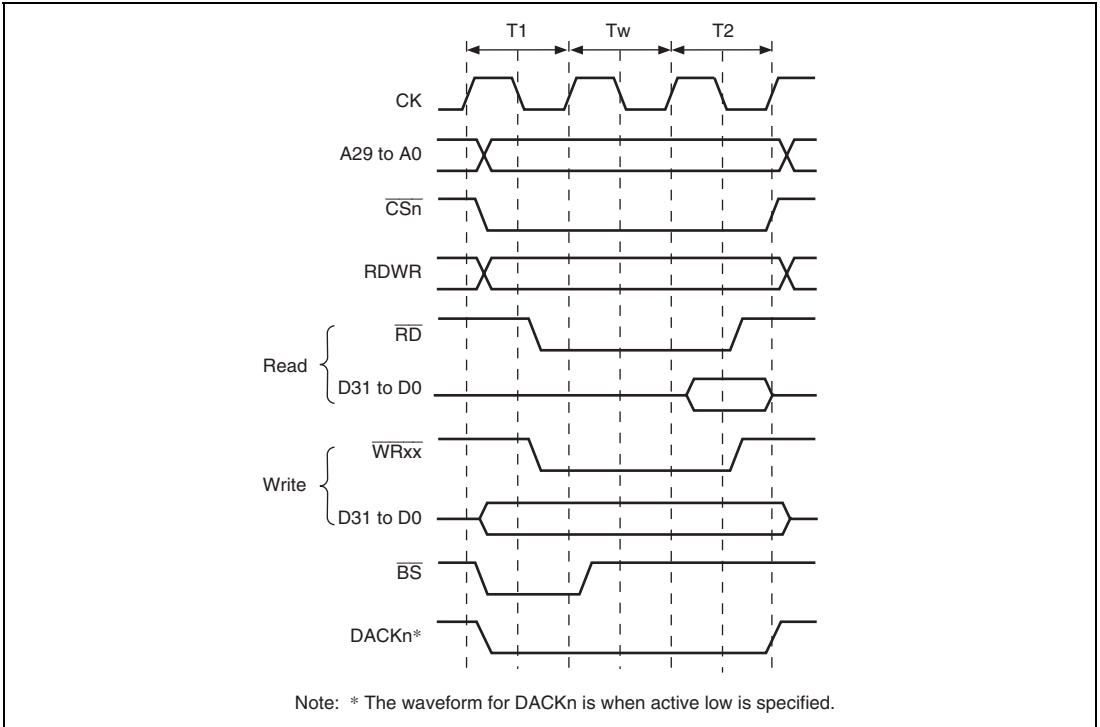 T1 Tw T2
CK
A29 to A0
CSn
RDWR
RD
Read
D31 to D0
WRxx
Write
D31 to D0
BS
DACKn*
Note: * The waveform for DACKn is when active low is specified.